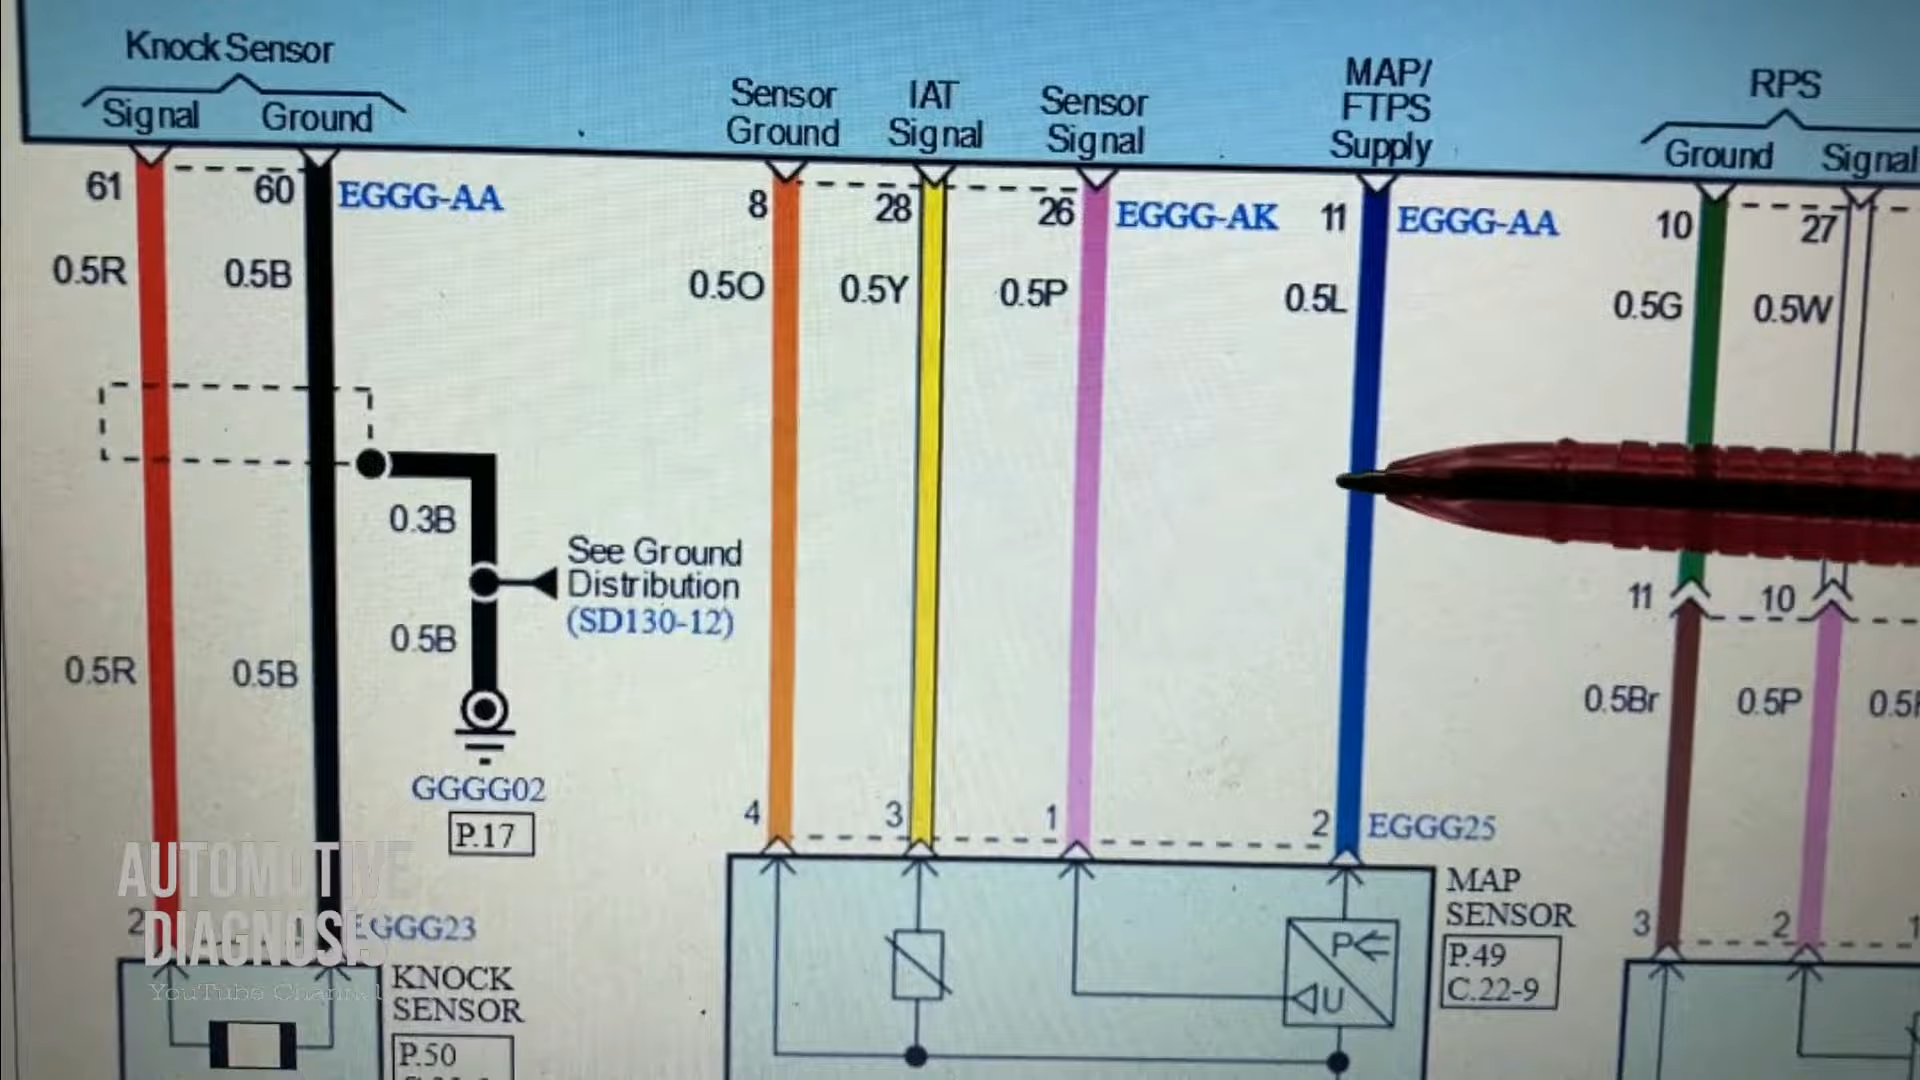 Knock Sensor
Signal
Ground
Sensor
Ground
IAT
Signal
Sensor
Signal
MAP/
FTPS
Supply
RPS
Ground
Signal
61
60
EGGG-AA
8
28
26
EGGG-AK
11
EGGG-AA
10
27
0.5R
0.5B
0.5O
0.5Y
0.5P
0.5L
0.5G
0.5W
0.3B
See Ground
Distribution
(SD130-12)
0.5B
0.5R
0.5B
11
10
0.5Br
0.5P
GGGG02
P.17
4
3
1
2
EGGG25
MAP
SENSOR
P.49
C.22-9
P
U
3
2
1
AUTOMOTIVE
DIAGNOSIS
YouTube Channel
2
EGGG23
KNOCK
SENSOR
P.50